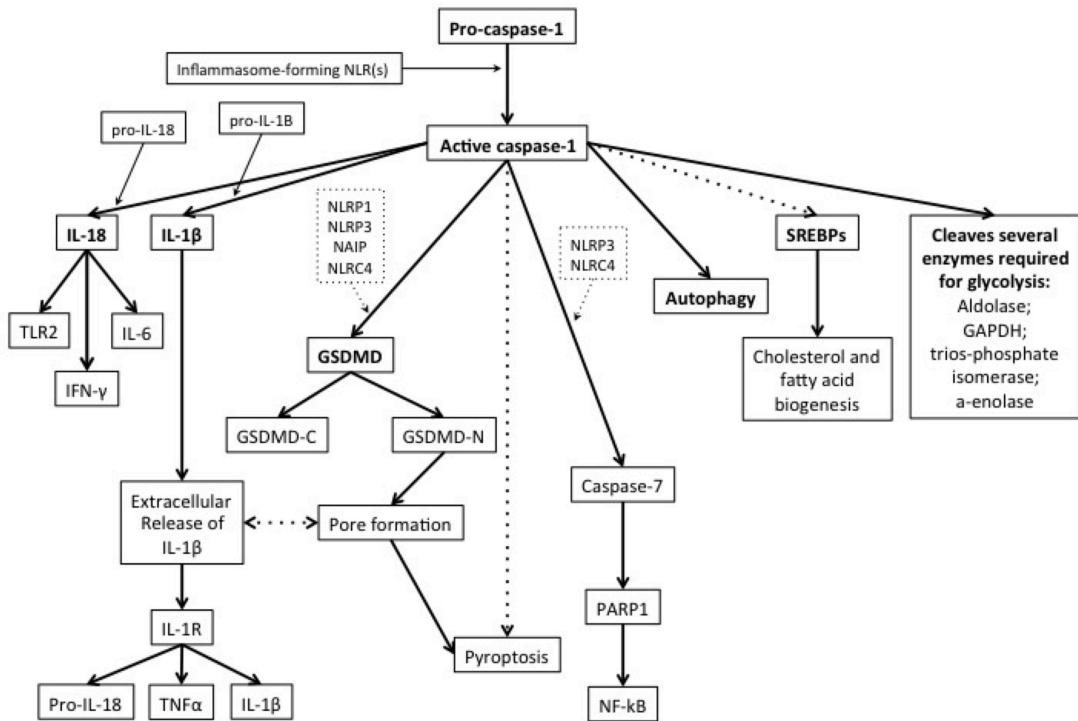 Pro-caspase-1
Inflammasome-forming NLR(s)
pro-IL-18
pro-IL-1B
Active caspase-1
NLRP1
NLRP3
NAIP
NLRC4
NLRP3
NLRC4
IL-18
IL-1β
SREBPs
Cleaves several
enzymes required
for glycolysis:
Aldolase;
GAPDH;
trios-phosphate
isomerase;
a-enolase
Autophagy
TLR2
IL-6
IFN-γ
GSDMD
Cholesterol and
fatty acid
biogenesis
GSDMD-C
GSDMD-N
Caspase-7
Extracellular
Release of
IL-1β
Pore formation
PARP1
IL-1R
Pyroptosis
Pro-IL-18
TNFα
IL-1β
NF-kB